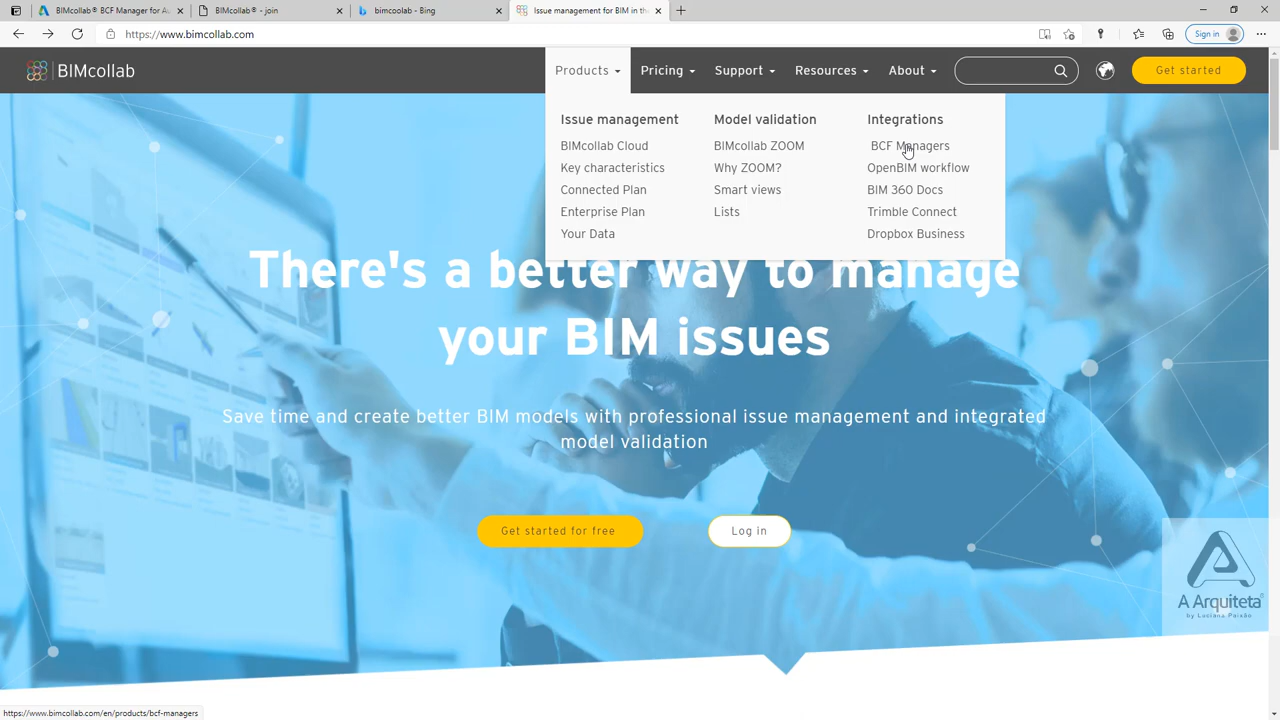 BIMcollab® BCF Manager for Au
BIMcollab® - join
bimcoolab - Bing
Issue management for BIM in the
https://www.bimcollab.com
Sign in
BIMcollab
Products
Pricing
Support
Resources
About
Get started
Issue management
BIMcollab Cloud
Key characteristics
Connected Plan
Enterprise Plan
Your Data
Model validation
BIMcollab ZOOM
Why ZOOM?
Smart views
Lists
Integrations
BCF Managers
OpenBIM workflow
BIM 360 Docs
Trimble Connect
Dropbox Business
There's a better way to manage
your BIM issues
Save time and create better BIM models with professional issue management and integrated
model validation
Get started for free
Log in
A Arquiteta
by Luciana Paixão
https://www.bimcollab.com/en/products/bcf-managers